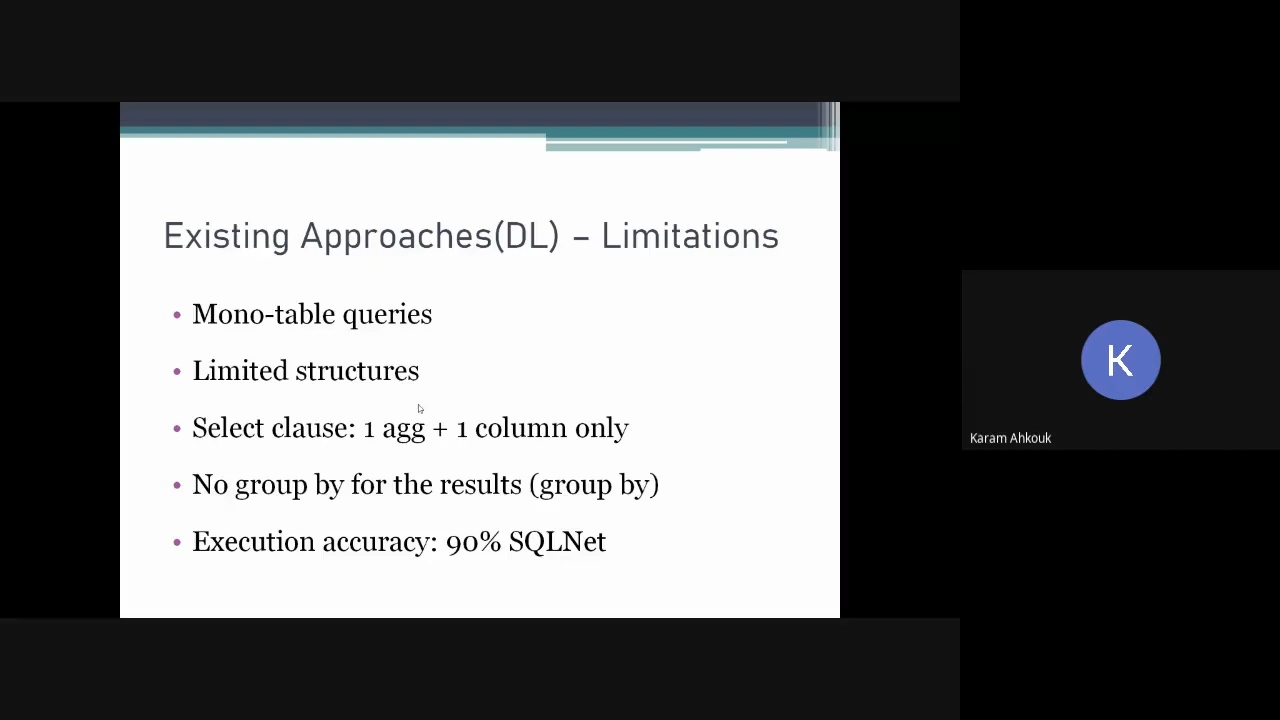 Existing Approaches(DL) – Limitations
• Mono-table queries
• Limited structures
• Select clause: 1 agg + 1 column only
• No group by for the results (group by)
• Execution accuracy: 90% SQLNet
K
Karam Ahkouk